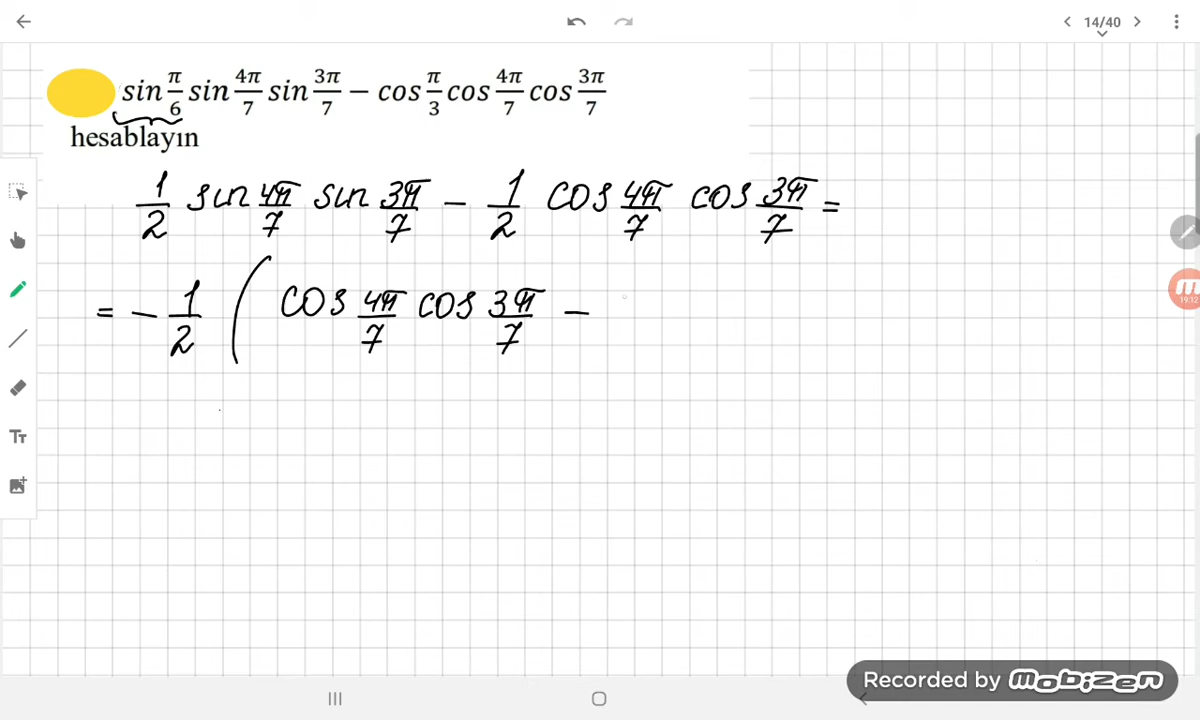 14/40
sin π/6 sin 4π/7 sin 3π/7 − cos π/3 cos 4π/7 cos 3π/7
hesablayın
1/2 sin 4π/7 sin 3π/7 − 1/2 cos 4π/7 cos 3π/7 =
= − 1/2 ( cos 4π/7 cos 3π/7 −
Tт
19:12
Recorded by mobizen